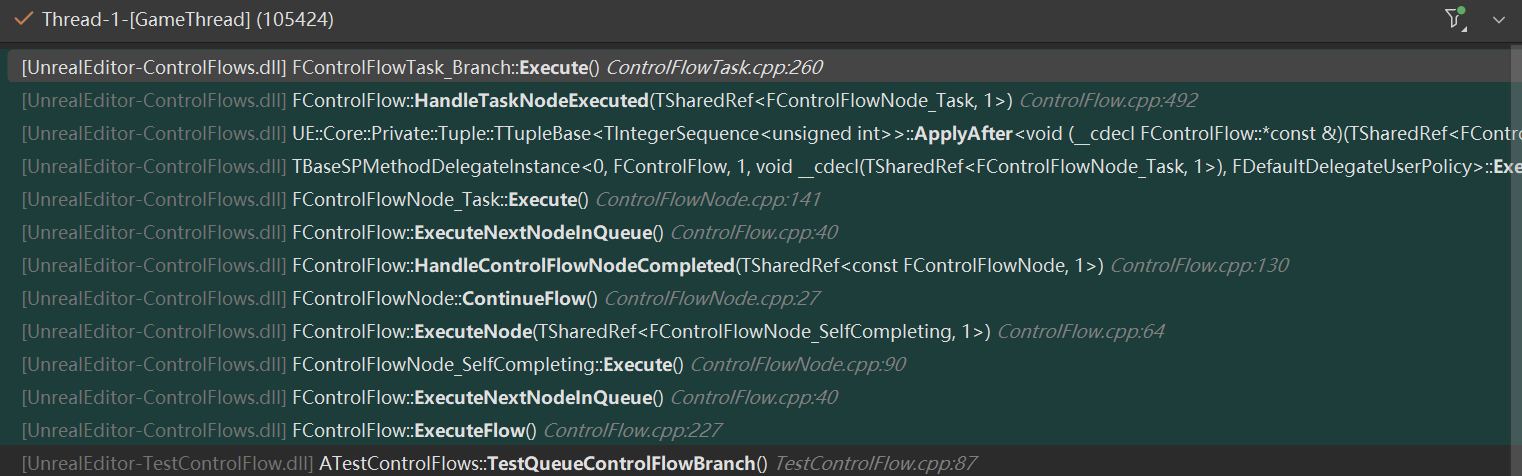 Thread-1-[GameThread] (105424)
[UnrealEditor-ControlFlows.dll] FControlFlowTask_Branch::Execute() ControlFlowTask.cpp:260
[UnrealEditor-ControlFlows.dll] FControlFlow::HandleTaskNodeExecuted(TSharedRef<FControlFlowNode_Task, 1>) ControlFlow.cpp:492
[UnrealEditor-ControlFlows.dll] UE::Core::Private::Tuple::TTupleBase<TIntegerSequence<unsigned int>>::ApplyAfter<void (__cdecl FControlFlow::*const &)(TSharedRef<FContro
[UnrealEditor-ControlFlows.dll] TBaseSPMethodDelegateInstance<0, FControlFlow, 1, void __cdecl(TSharedRef<FControlFlowNode_Task, 1>), FDefaultDelegateUserPolicy>::Exe
[UnrealEditor-ControlFlows.dll] FControlFlowNode_Task::Execute() ControlFlowNode.cpp:141
[UnrealEditor-ControlFlows.dll] FControlFlow::ExecuteNextNodeInQueue() ControlFlow.cpp:40
[UnrealEditor-ControlFlows.dll] FControlFlow::HandleControlFlowNodeCompleted(TSharedRef<const FControlFlowNode, 1>) ControlFlow.cpp:130
[UnrealEditor-ControlFlows.dll] FControlFlowNode::ContinueFlow() ControlFlowNode.cpp:27
[UnrealEditor-ControlFlows.dll] FControlFlow::ExecuteNode(TSharedRef<FControlFlowNode_SelfCompleting, 1>) ControlFlow.cpp:64
[UnrealEditor-ControlFlows.dll] FControlFlowNode_SelfCompleting::Execute() ControlFlowNode.cpp:90
[UnrealEditor-ControlFlows.dll] FControlFlow::ExecuteNextNodeInQueue() ControlFlow.cpp:40
[UnrealEditor-ControlFlows.dll] FControlFlow::ExecuteFlow() ControlFlow.cpp:227
[UnrealEditor-TestControlFlow.dll] ATestControlFlows::TestQueueControlFlowBranch() TestControlFlow.cpp:87